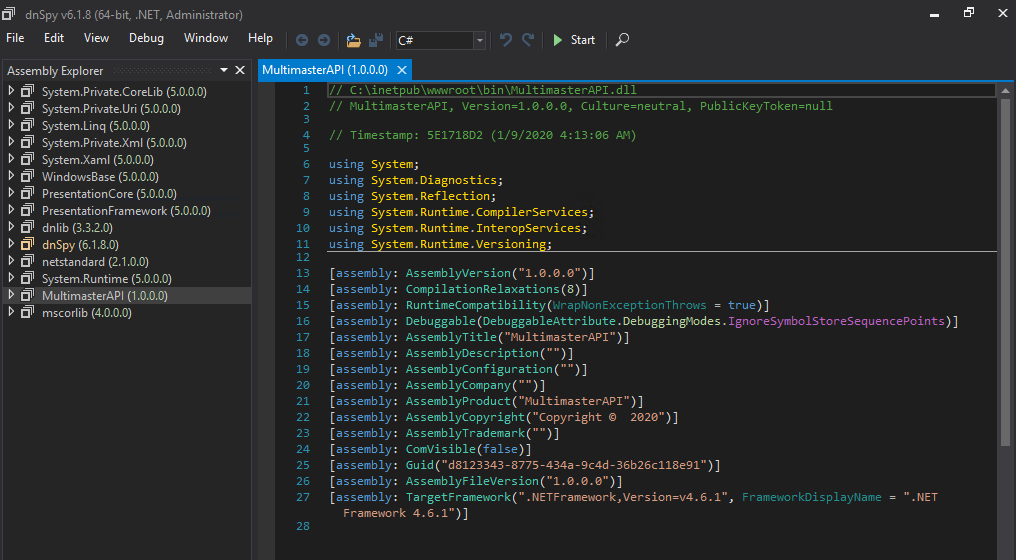 dnSpy v6.1.8 (64-bit, .NET, Administrator)
File Edit View Debug Window Help C# Start
Assembly Explorer
System.Private.CoreLib (5.0.0.0)
System.Private.Uri (5.0.0.0)
System.Linq (5.0.0.0)
System.Private.Xml (5.0.0.0)
System.Xaml (5.0.0.0)
WindowsBase (5.0.0.0)
PresentationCore (5.0.0.0)
PresentationFramework (5.0.0.0)
dnlib (3.3.2.0)
dnSpy (6.1.8.0)
netstandard (2.1.0.0)
System.Runtime (5.0.0.0)
MultimasterAPI (1.0.0.0)
mscorlib (4.0.0.0)
MultimasterAPI (1.0.0.0)
1 // C:\inetpub\wwwroot\bin\MultimasterAPI.dll
2 // MultimasterAPI, Version=1.0.0.0, Culture=neutral, PublicKeyToken=null
3
4 // Timestamp: 5E1718D2 (1/9/2020 4:13:06 AM)
5
6 using System;
7 using System.Diagnostics;
8 using System.Reflection;
9 using System.Runtime.CompilerServices;
10 using System.Runtime.InteropServices;
11 using System.Runtime.Versioning;
12
13 [assembly: AssemblyVersion("1.0.0.0")]
14 [assembly: CompilationRelaxations(8)]
15 [assembly: RuntimeCompatibility(WrapNonExceptionThrows = true)]
16 [assembly: Debuggable(DebuggableAttribute.DebuggingModes.IgnoreSymbolStoreSequencePoints)]
17 [assembly: AssemblyTitle("MultimasterAPI")]
18 [assembly: AssemblyDescription("")]
19 [assembly: AssemblyConfiguration("")]
20 [assembly: AssemblyCompany("")]
21 [assembly: AssemblyProduct("MultimasterAPI")]
22 [assembly: AssemblyCopyright("Copyright ©  2020")]
23 [assembly: AssemblyTrademark("")]
24 [assembly: ComVisible(false)]
25 [assembly: Guid("d8123343-8775-434a-9c4d-36b26c118e91")]
26 [assembly: AssemblyFileVersion("1.0.0.0")]
27 [assembly: TargetFramework(".NETFramework,Version=v4.6.1", FrameworkDisplayName = ".NET
Framework 4.6.1")]
28